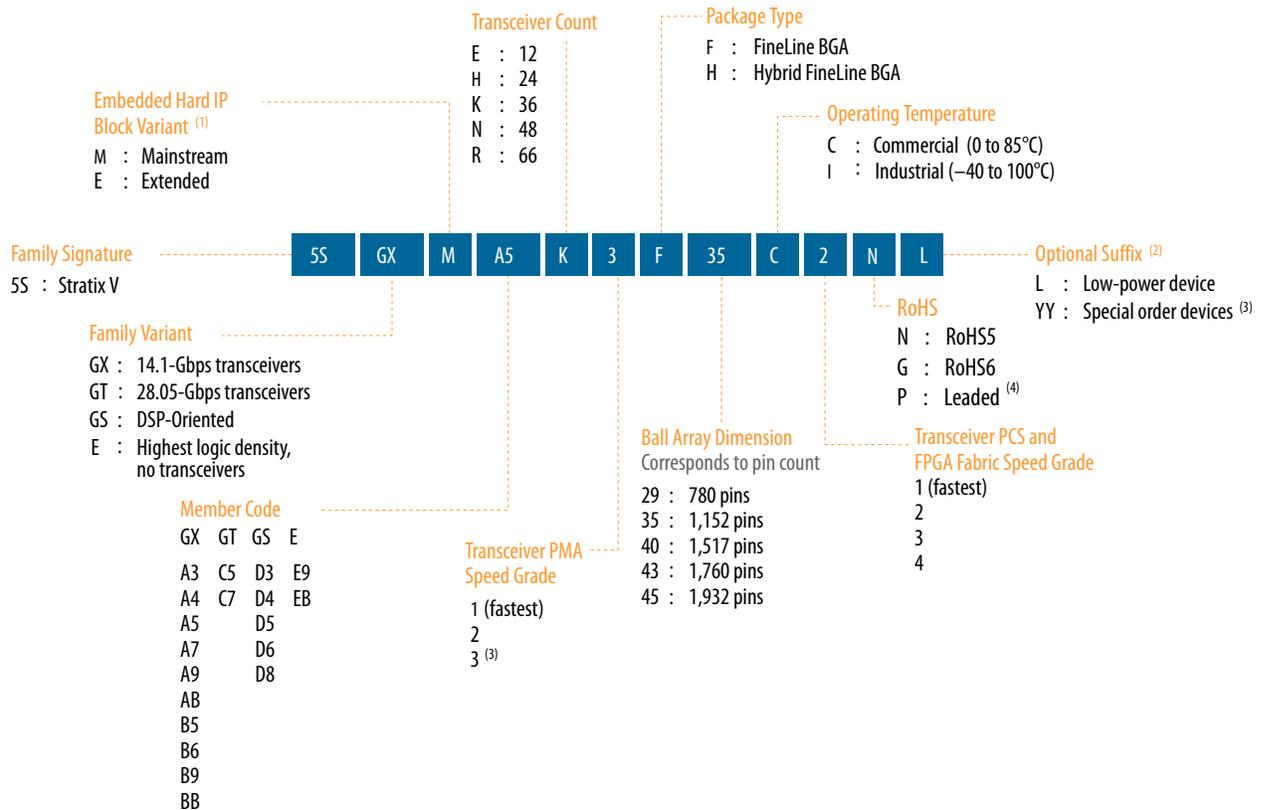 Transceiver Count
E : 12
H : 24
K : 36
N : 48
R : 66
Package Type
F : FineLine BGA
H : Hybrid FineLine BGA
Embedded Hard IP
Block Variant (1)
M : Mainstream
E : Extended
Operating Temperature
C : Commercial (0 to 85°C)
I : Industrial (–40 to 100°C)
Family Signature
5S : Stratix V
5S GX M A5 K 3 F 35 C 2 N L
Optional Suffix (2)
L : Low-power device
YY : Special order devices (3)
RoHS
N : RoHS5
G : RoHS6
P : Leaded (4)
Family Variant
GX : 14.1-Gbps transceivers
GT : 28.05-Gbps transceivers
GS : DSP-Oriented
E : Highest logic density,
no transceivers
Ball Array Dimension
Corresponds to pin count
29 : 780 pins
35 : 1,152 pins
40 : 1,517 pins
43 : 1,760 pins
45 : 1,932 pins
Transceiver PCS and
FPGA Fabric Speed Grade
1 (fastest)
2
3
4
Member Code
GX GT GS E
A3 C5 D3 E9
A4 C7 D4 EB
A5 D5
A7 D6
A9 D8
AB
B5
B6
B9
BB
Transceiver PMA
Speed Grade
1 (fastest)
2
3 (3)